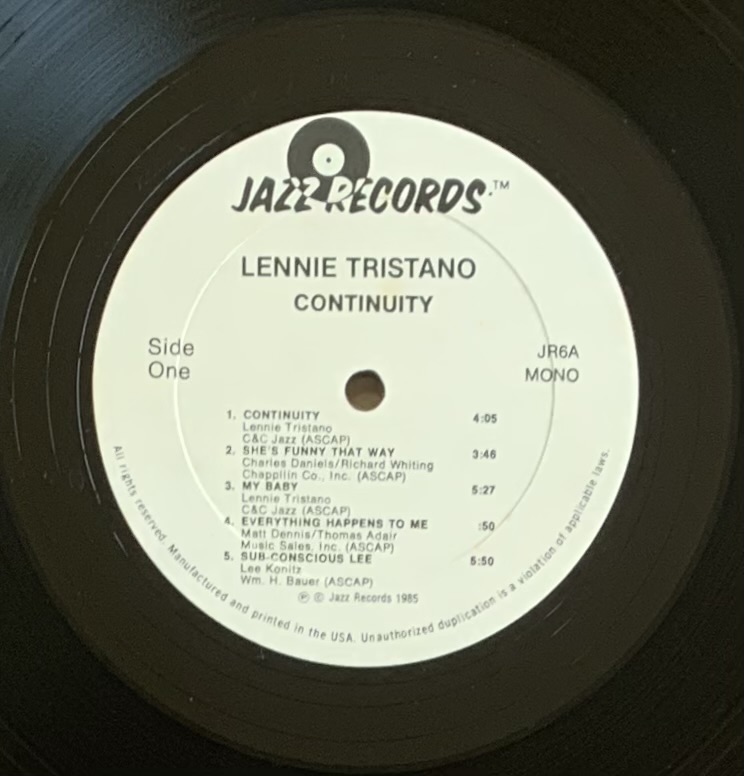 JAZZ RECORDS™
LENNIE TRISTANO
CONTINUITY
Side
One
JR6A
MONO
1. CONTINUITY 4:05
Lennie Tristano
C&C Jazz (ASCAP)
2. SHE'S FUNNY THAT WAY 3:46
Charles Daniels/Richard Whiting
Chappllin Co., Inc. (ASCAP)
3. MY BABY 5:27
Lennie Tristano
C&C Jazz (ASCAP)
4. EVERYTHING HAPPENS TO ME :50
Matt Dennis/Thomas Adair
Music Sales, Inc. (ASCAP)
5. SUB-CONSCIOUS LEE 5:50
Lee Konitz
Wm. H. Bauer (ASCAP)
℗ © Jazz Records 1985
All rights reserved. Manufactured and printed in the USA. Unauthorized duplication is a violation of applicable laws.